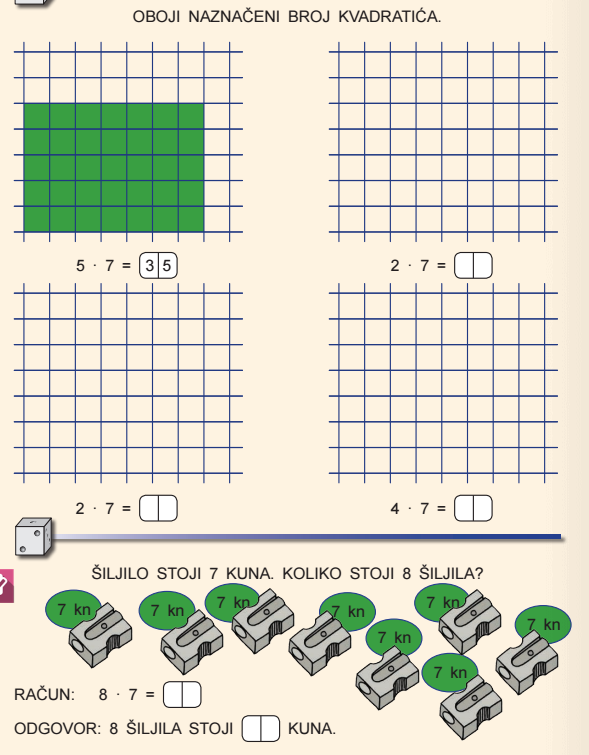 OBOJI NAZNAČENI BROJ KVADRATIĆA.
5 · 7 = 35
2 · 7 =
2 · 7 =
4 · 7 =
ŠILJILO STOJI 7 KUNA. KOLIKO STOJI 8 ŠILJILA?
7 kn 7 kn 7 kn 7 kn 7 kn 7 kn 7 kn 7 kn
RAČUN: 8 · 7 =
ODGOVOR: 8 ŠILJILA STOJI KUNA.